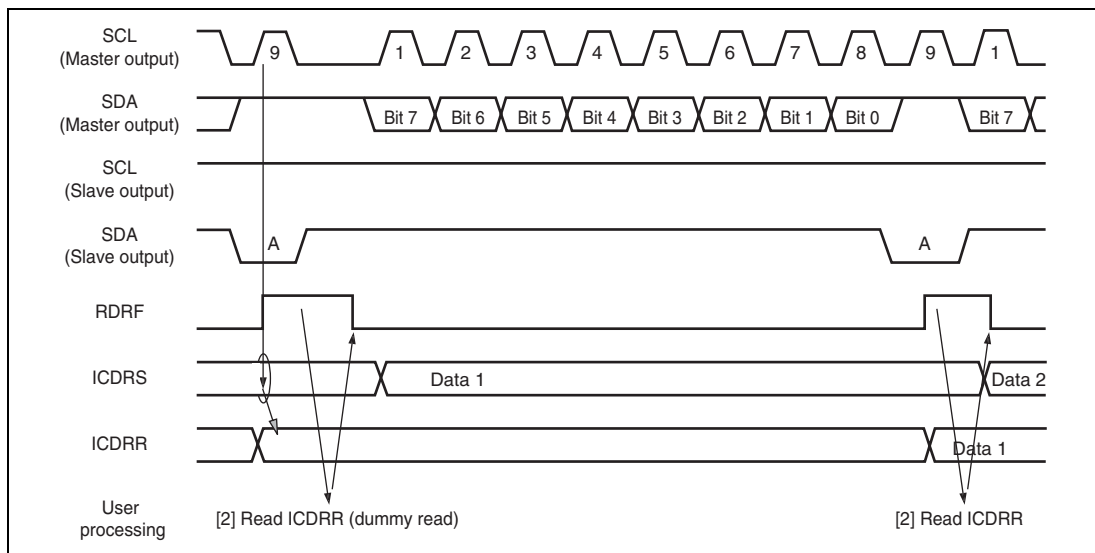 SCL
(Master output)
9 1 2 3 4 5 6 7 8 9 1
SDA
(Master output)
Bit 7 Bit 6 Bit 5 Bit 4 Bit 3 Bit 2 Bit 1 Bit 0 Bit 7
SCL
(Slave output)
SDA
(Slave output)
A A
RDRF
ICDRS
Data 1 Data 2
ICDRR
Data 1
User
processing
[2] Read ICDRR (dummy read) [2] Read ICDRR